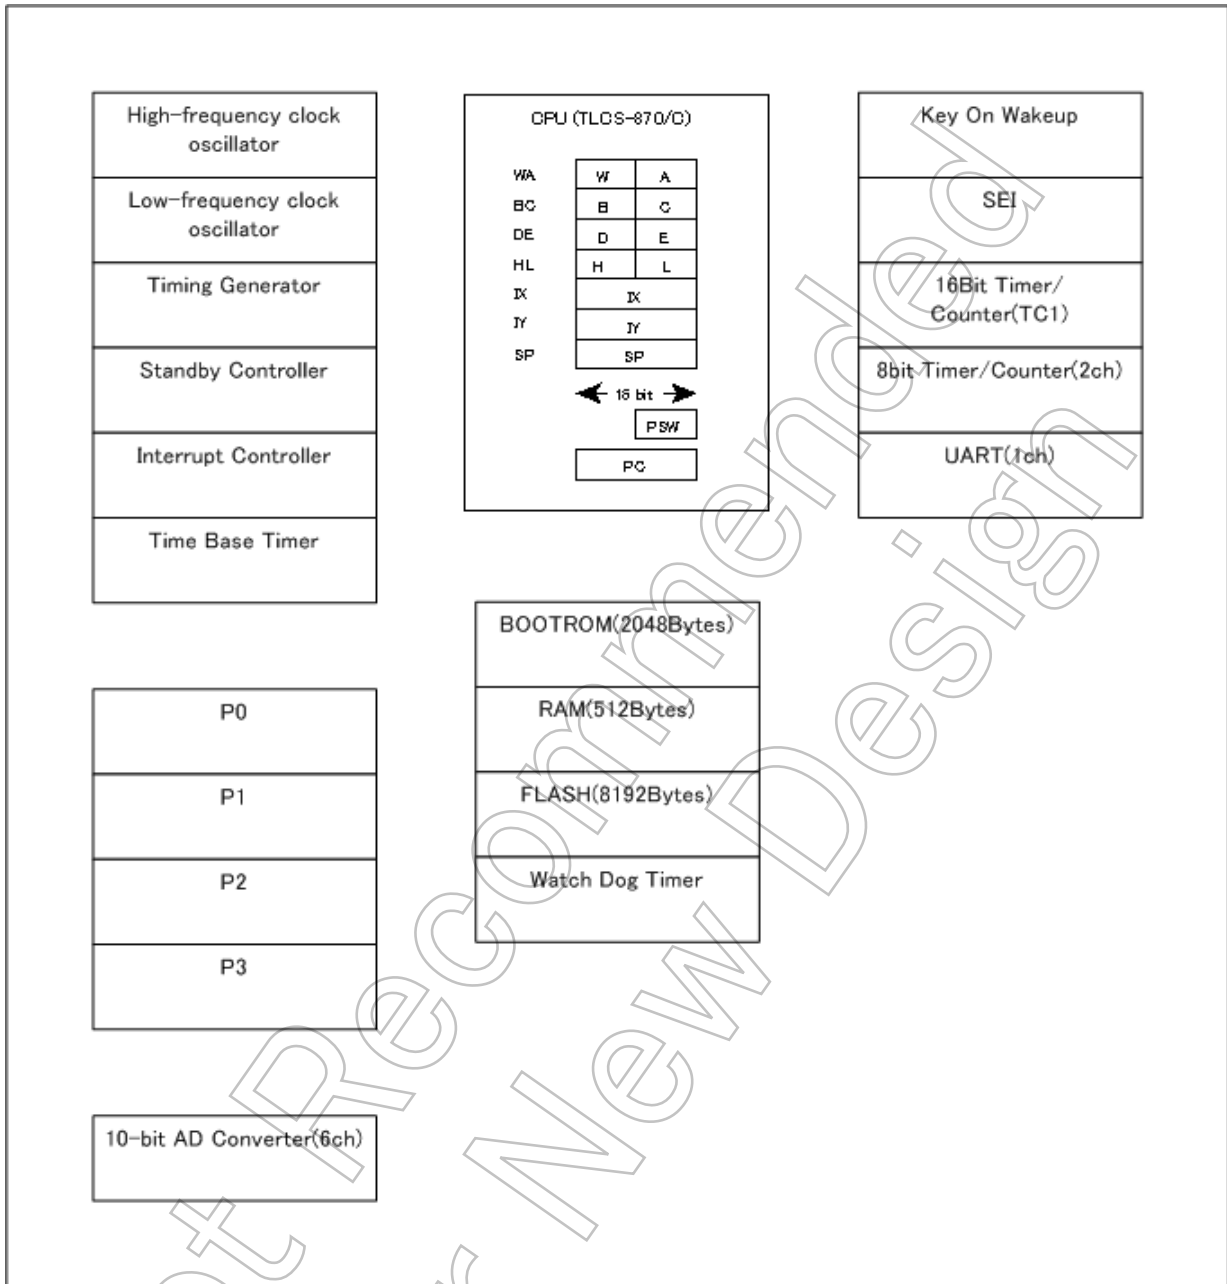 High-frequency clock
oscillator
Low-frequency clock
oscillator
Timing Generator
Standby Controller
Interrupt Controller
Time Base Timer
CPU (TLCS-870/C)
WA W A
BC B C
DE D E
HL H L
IX IX
IY IY
SP SP
16 bit
PSW
PC
Key On Wakeup
SEI
16Bit Timer/
Counter(TC1)
8bit Timer/Counter(2ch)
UART(1ch)
BOOTROM(2048Bytes)
RAM(512Bytes)
FLASH(8192Bytes)
Watch Dog Timer
P0
P1
P2
P3
10-bit AD Converter(6ch)
Recommended
New Design